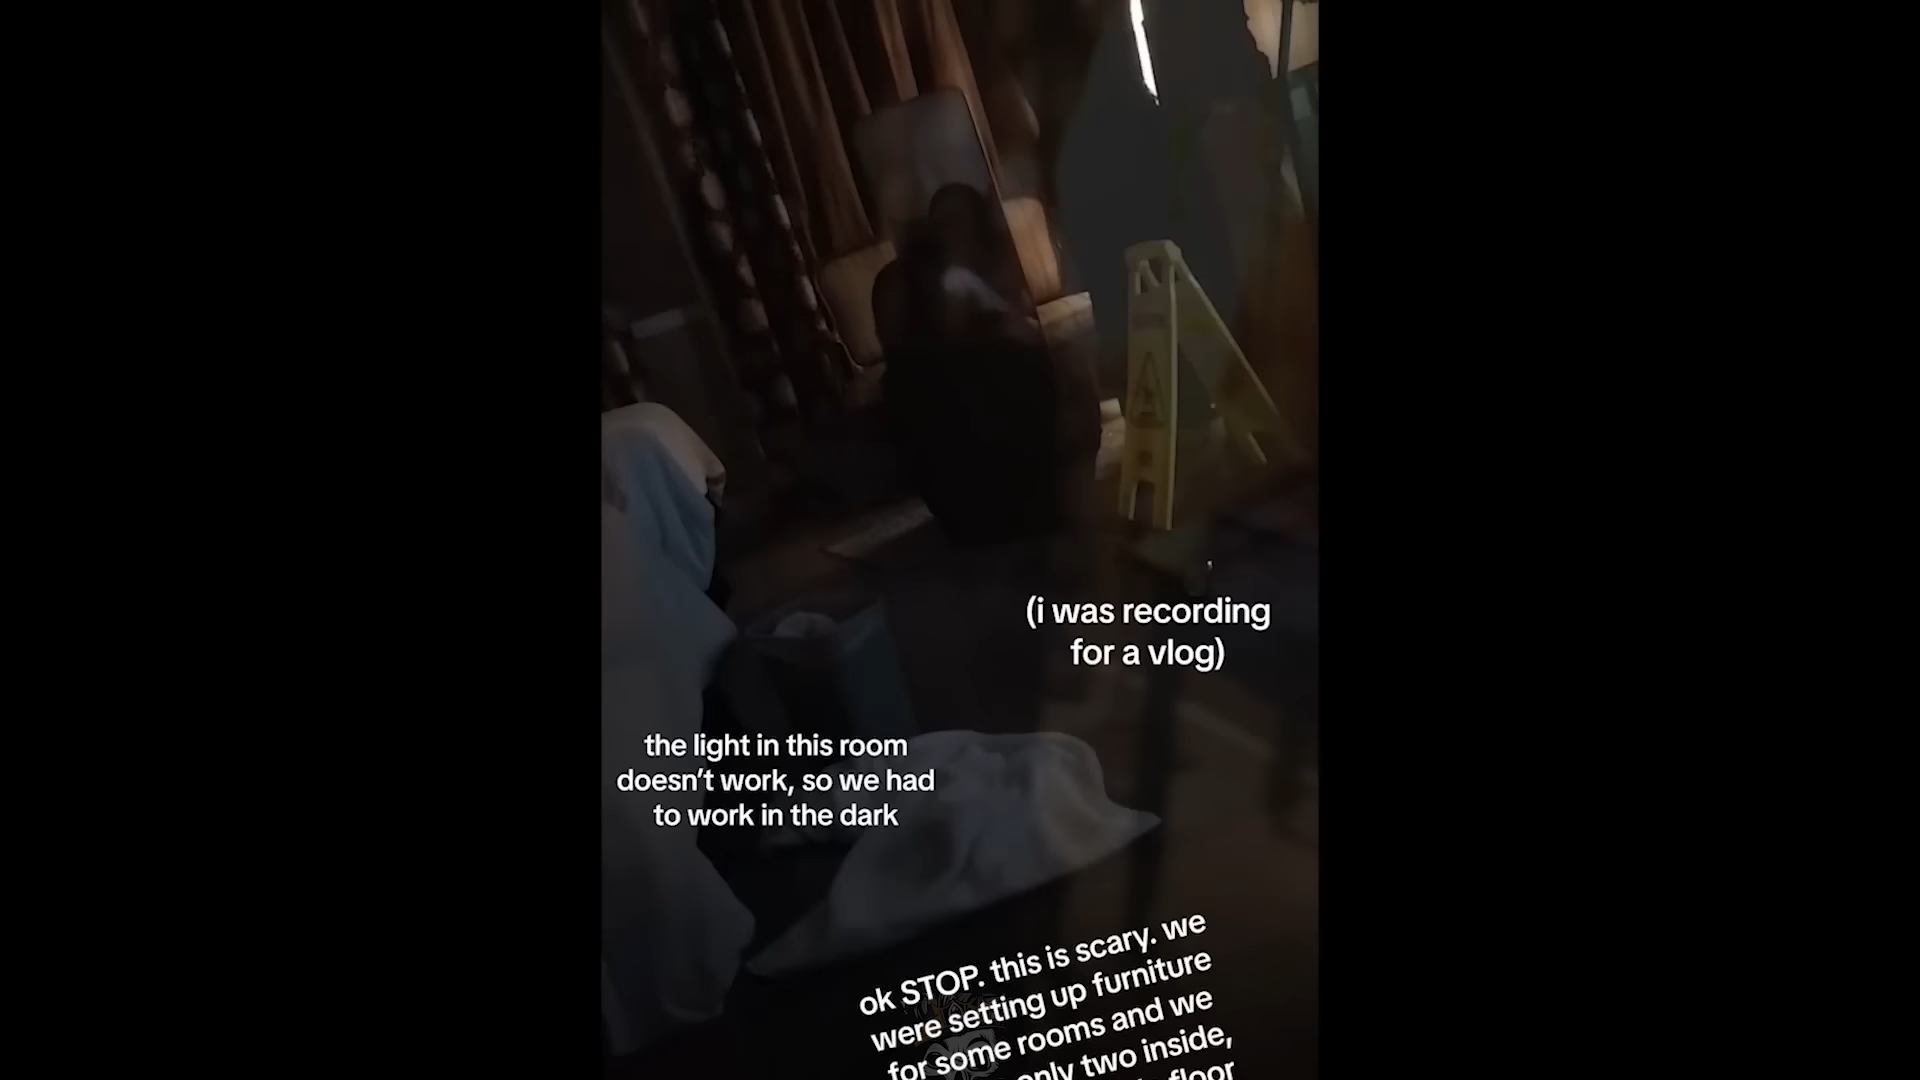 (i was recording
for a vlog)
the light in this room
doesn't work, so we had
to work in the dark
ok STOP. this is scary. we
were setting up furniture
for some rooms and we
only two inside,
floor